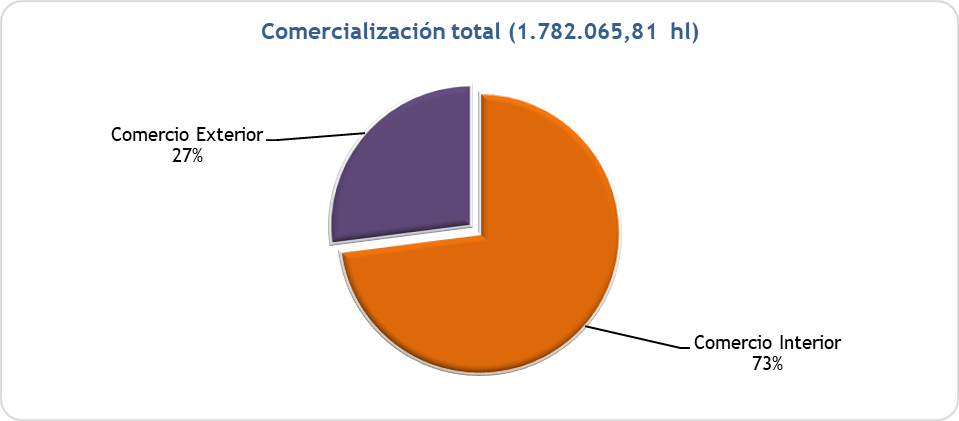 Comercialización total (1.782.065,81 hl)
Comercio Exterior
27%
Comercio Interior
73%